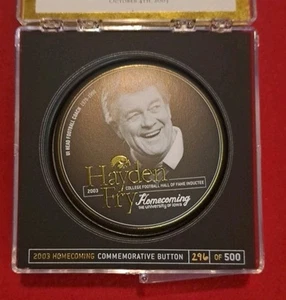 UI HEAD FOOTBALL COACH
Hayden
Fry
2003
COLLEGE FOOTBALL HALL OF FAME INDUCTEE
Homecoming
THE UNIVERSITY OF IOWA
2003 HOMECOMING COMMEMORATIVE BUTTON 296 OF 500